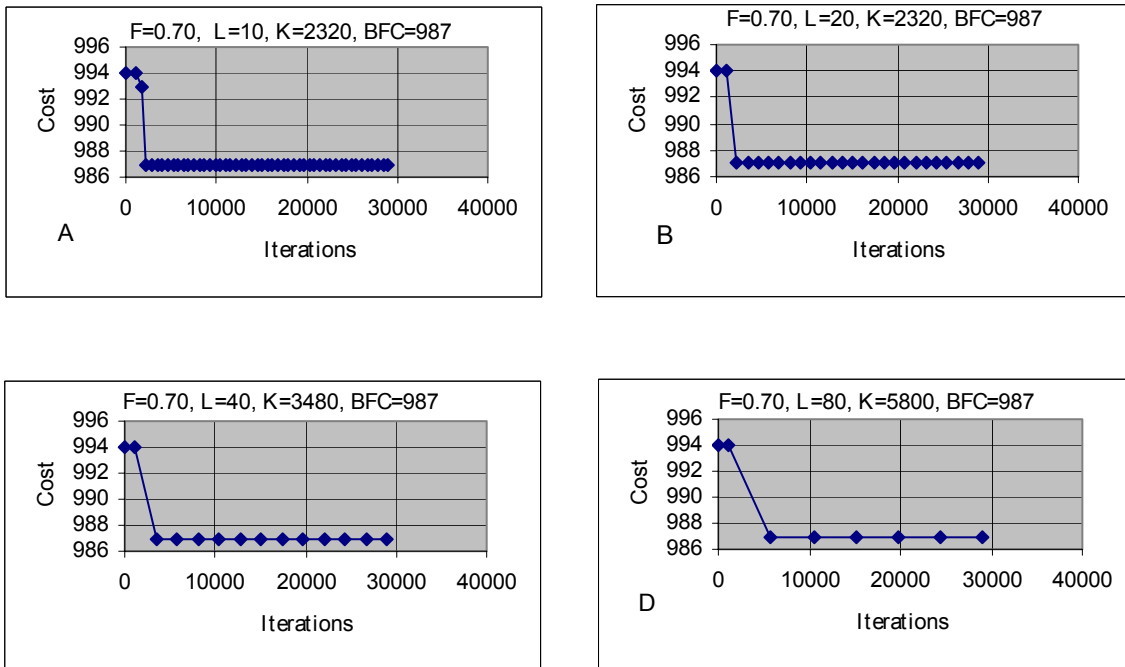 F=0.70, L=10, K=2320, BFC=987
996
994
992
990
988
986
Cost
0 10000 20000 30000 40000
A
Iterations
F=0.70, L=20, K=2320, BFC=987
996
994
992
990
988
986
Cost
0 10000 20000 30000 40000
B
Iterations
F=0.70, L=40, K=3480, BFC=987
996
994
992
990
988
986
Cost
0 10000 20000 30000 40000
Iterations
F=0.70, L=80, K=5800, BFC=987
996
994
992
990
988
986
Cost
0 10000 20000 30000 40000
D
Iterations